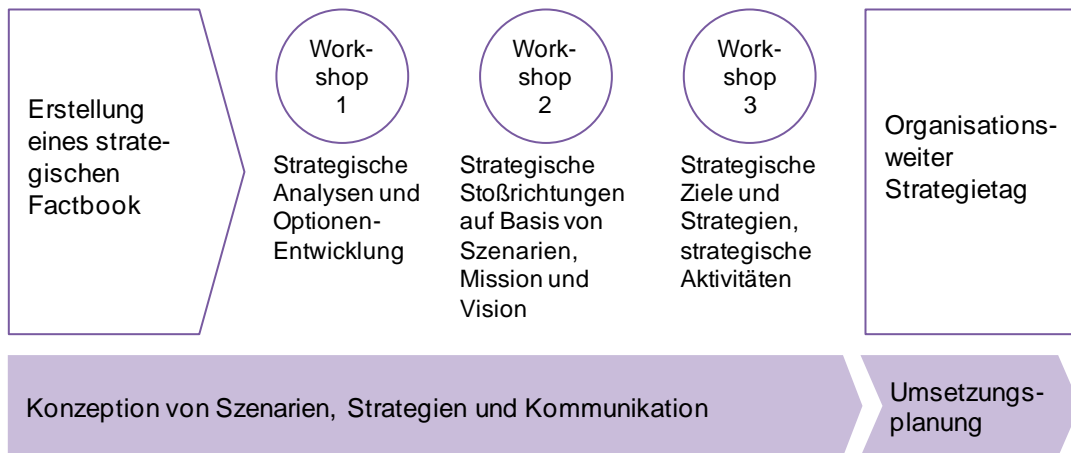 Erstellung
eines strate-
gischen
Factbook
Work-
shop
1
Strategische
Analysen und
Optionen-
Entwicklung
Work-
shop
2
Strategische
Stoßrichtungen
auf Basis von
Szenarien,
Mission und
Vision
Work-
shop
3
Strategische
Ziele und
Strategien,
strategische
Aktivitäten
Organisations-
weiter
Strategietag
Konzeption von Szenarien, Strategien und Kommunikation
Umsetzungs-
planung